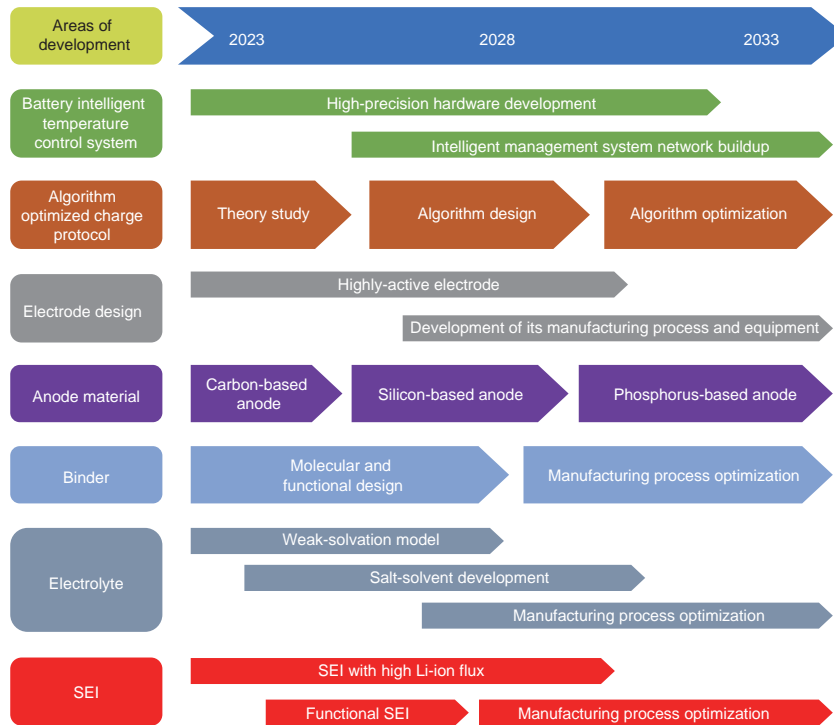 Areas of
development
2023
2028
2033
Battery intelligent
temperature
control system
High-precision hardware development
Intelligent management system network buildup
Algorithm
optimized charge
protocol
Theory study
Algorithm design
Algorithm optimization
Electrode design
Highly-active electrode
Development of its manufacturing process and equipment
Anode material
Carbon-based
anode
Silicon-based anode
Phosphorus-based anode
Binder
Molecular and
functional design
Manufacturing process optimization
Electrolyte
Weak-solvation model
Salt-solvent development
Manufacturing process optimization
SEI
SEI with high Li-ion flux
Functional SEI
Manufacturing process optimization